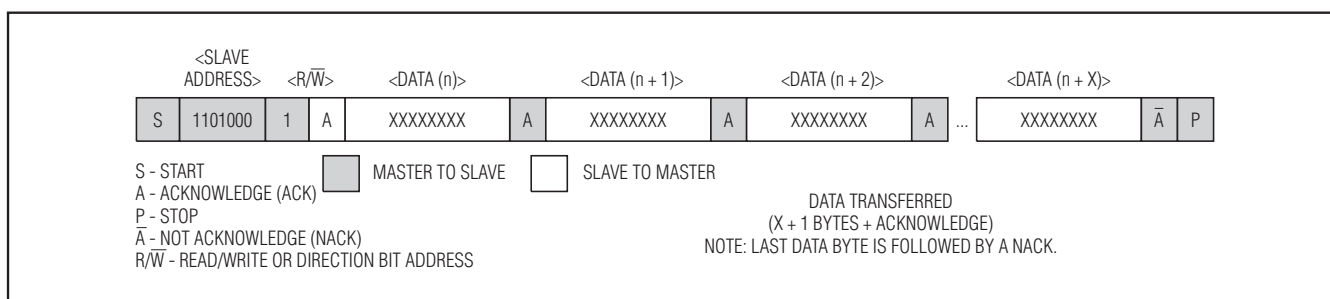 <SLAVE
ADDRESS> <R/W̅> <DATA (n)> <DATA (n + 1)> <DATA (n + 2)> <DATA (n + X)>
S 1101000 1 A XXXXXXXX A XXXXXXXX A XXXXXXXX A ... XXXXXXXX A̅ P
S - START
MASTER TO SLAVE SLAVE TO MASTER
A - ACKNOWLEDGE (ACK)
P - STOP
A̅ - NOT ACKNOWLEDGE (NACK)
R/W̅ - READ/WRITE OR DIRECTION BIT ADDRESS
DATA TRANSFERRED
(X + 1 BYTES + ACKNOWLEDGE)
NOTE: LAST DATA BYTE IS FOLLOWED BY A NACK.